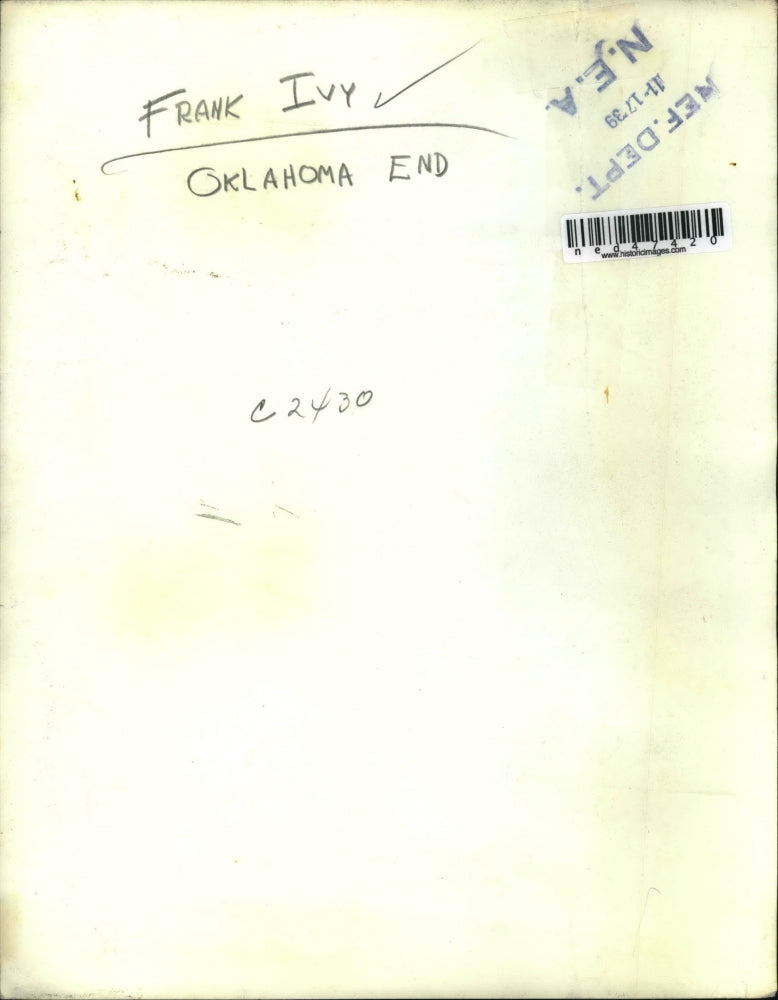 FRANK IVY
OKLAHOMA END
N.E.A.
11-17-39
REF. DEPT.
ned47420
www.historicimages.com
C2430